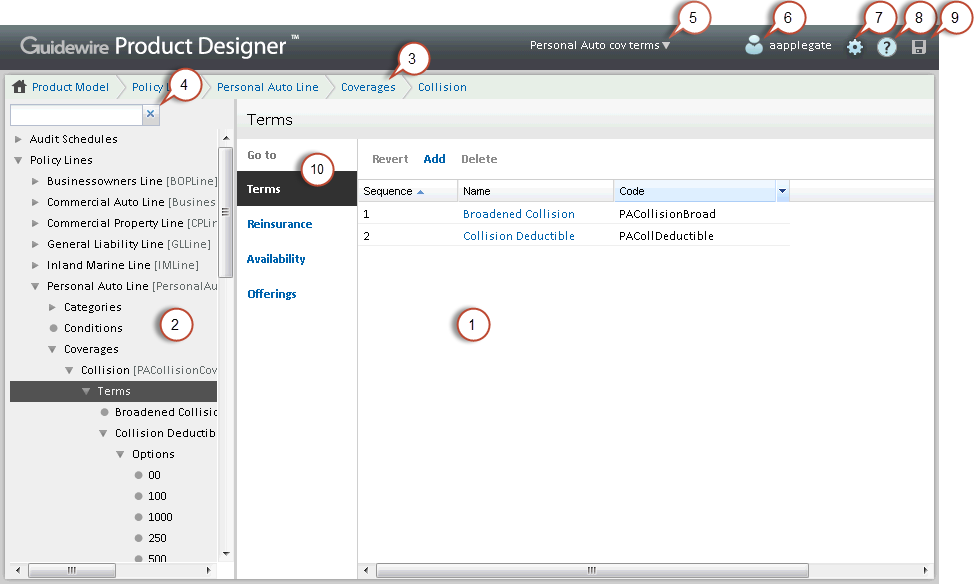 5 6 7 8 9
Guidewire Product Designer™
Personal Auto cov terms
aapplegate
3
Product Model Policy Personal Auto Line Coverages Collision
4
Terms
Audit Schedules
Policy Lines
Businessowners Line [BOPLine]
Commercial Auto Line [Busines
Commercial Property Line [CPLin
General Liability Line [GLLine]
Inland Marine Line [IMLine]
Personal Auto Line [PersonalAu
Categories
Conditions
Coverages
Collision [PACollisionCov
Terms
Broadened Collisic
Collision Deductib
Options
00
100
1000
250
500
2
Go to
10
Terms
Reinsurance
Availability
Offerings
Revert Add Delete
Sequence Name Code
1 Broadened Collision PACollisionBroad
2 Collision Deductible PACollDeductible
1